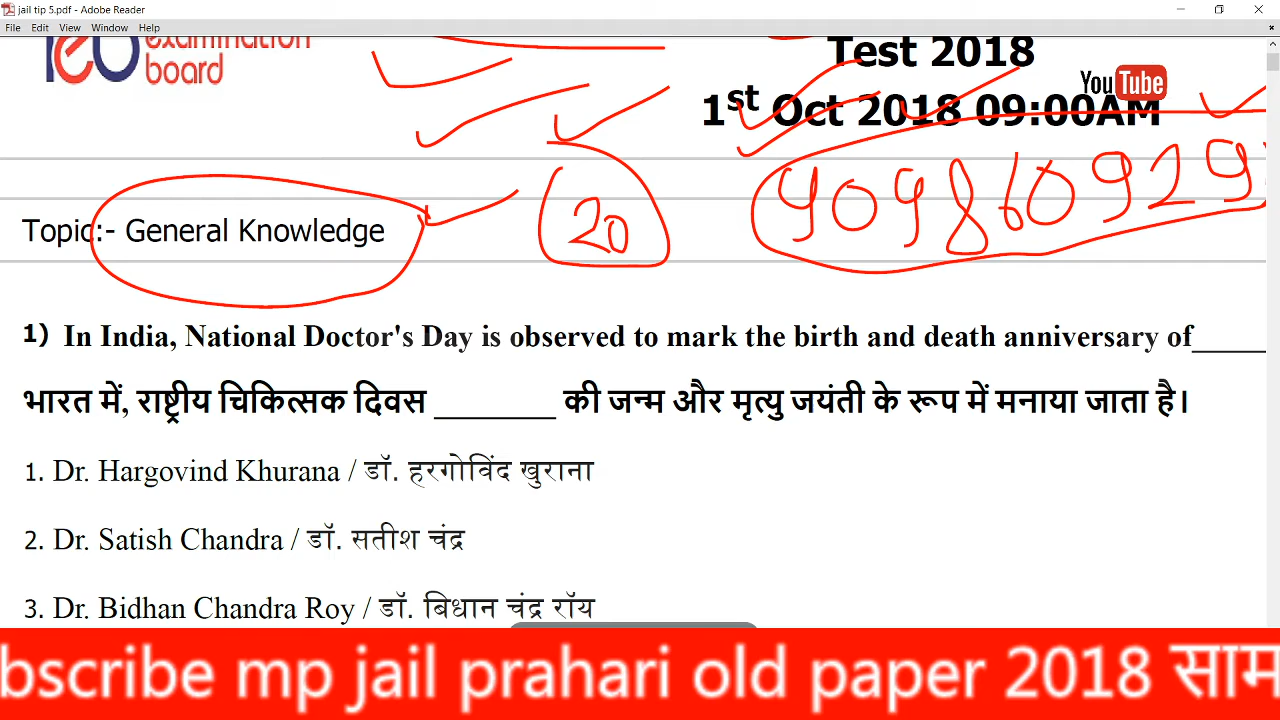 jail tip 5.pdf - Adobe Reader
File Edit View Window Help
examination
board
Test 2018
1st Oct 2018 09:00AM
YouTube
909860929
20
Topic:- General Knowledge
1) In India, National Doctor's Day is observed to mark the birth and death anniversary of______
भारत में, राष्ट्रीय चिकित्सक दिवस ________ की जन्म और मृत्यु जयंती के रूप में मनाया जाता है।
1. Dr. Hargovind Khurana / डॉ. हरगोविंद खुराना
2. Dr. Satish Chandra / डॉ. सतीश चंद्र
3. Dr. Bidhan Chandra Roy / डॉ. बिधान चंद्र रॉय
bscribe mp jail prahari old paper 2018 साम